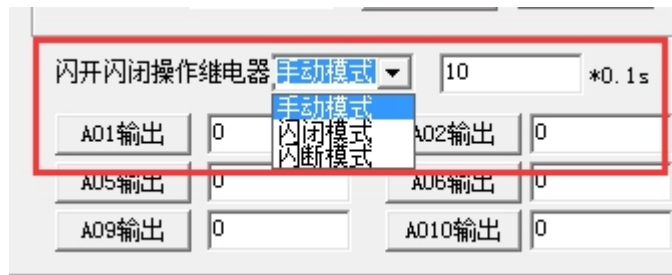 闪开闪闭操作继电器 手动模式 10 *0.1s
手动模式
闪闭模式
闪断模式
A01输出 0 A02输出 0
A05输出 0 A06输出 0
A09输出 0 A010输出 0